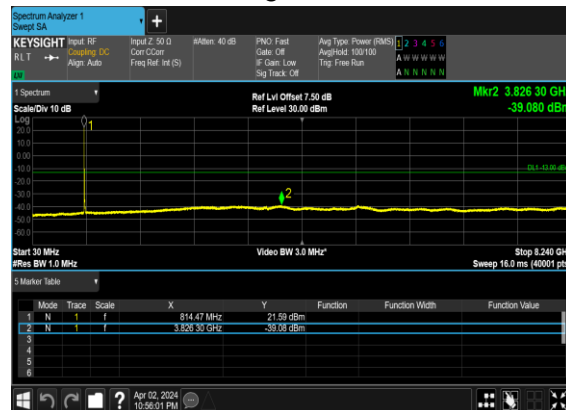 Spectrum Analyzer 1
Swept SA
+
KEYSIGHT Input: RF Input Z: 50 Ω #Atten: 40 dB PNO: Fast Avg Type: Power (RMS) 1 2 3 4 5 6
RLT Coupling: DC Corr CCorr Gate: Off Avg|Hold: 100/100 A W W W W W
Align: Auto Freq Ref: Int (S) IF Gain: Low Trig: Free Run
LW Sig Track: Off A N N N N N
1 Spectrum Ref Lvl Offset 7.50 dB Mkr2 3.826 30 GH
Scale/Div 10 dB Ref Level 30.00 dBm -39.080 dBr
Log 1
20.0
10.0
0.00
-10.0 DL1 -13.00 dB
-20.0
-30.0 2
-40.0
-50.0
-60.0
Start 30 MHz Video BW 3.0 MHz* Stop 8.240 GH
#Res BW 1.0 MHz Sweep 16.0 ms (40001 pts
5 Marker Table
Mode Trace Scale X Y Function Function Width Function Value
1 N 1 f 814.47 MHz 21.59 dBm
2 N 1 f 3.826 30 GHz -39.08 dBm
3
4
5
6
? Apr 02, 2024
10:56:01 PM